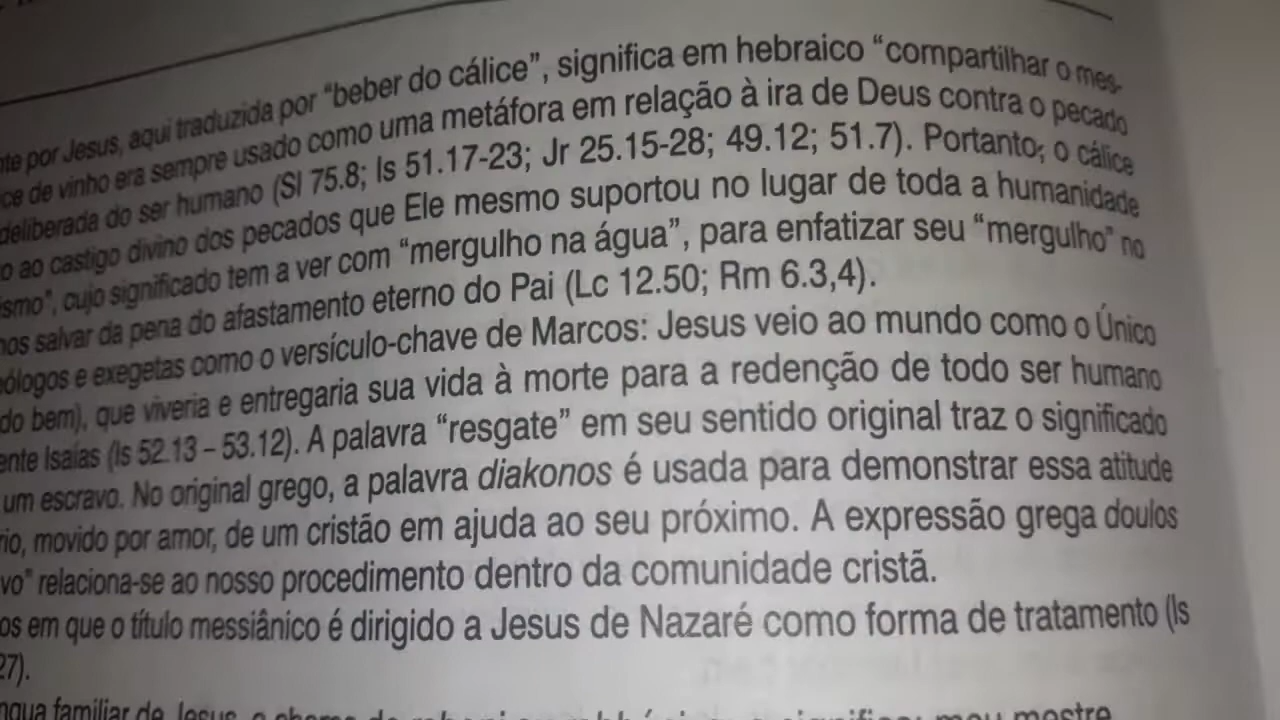 te por Jesus, aqui traduzida por “beber do cálice”, significa em hebraico “compartilhar o mes-
ce de vinho era sempre usado como uma metáfora em relação à ira de Deus contra o pecado
deliberada do ser humano (Sl 75.8; Is 51.17-23; Jr 25.15-28; 49.12; 51.7). Portanto, o cálice
o ao castigo divino dos pecados que Ele mesmo suportou no lugar de toda a humanidade
smo”, cujo significado tem a ver com “mergulho na água”, para enfatizar seu “mergulho” no
nos salvar da pena do afastamento eterno do Pai (Lc 12.50; Rm 6.3,4).
ólogos e exegetas como o versículo-chave de Marcos: Jesus veio ao mundo como o Único
do bem), que viveria e entregaria sua vida à morte para a redenção de todo ser humano
ente Isaías (Is 52.13 – 53.12). A palavra “resgate” em seu sentido original traz o significado
um escravo. No original grego, a palavra diakonos é usada para demonstrar essa atitude
rio, movido por amor, de um cristão em ajuda ao seu próximo. A expressão grega doulos
vo” relaciona-se ao nosso procedimento dentro da comunidade cristã.
os em que o título messiânico é dirigido a Jesus de Nazaré como forma de tratamento (Is
27).
ngua familiar de Jesus, o